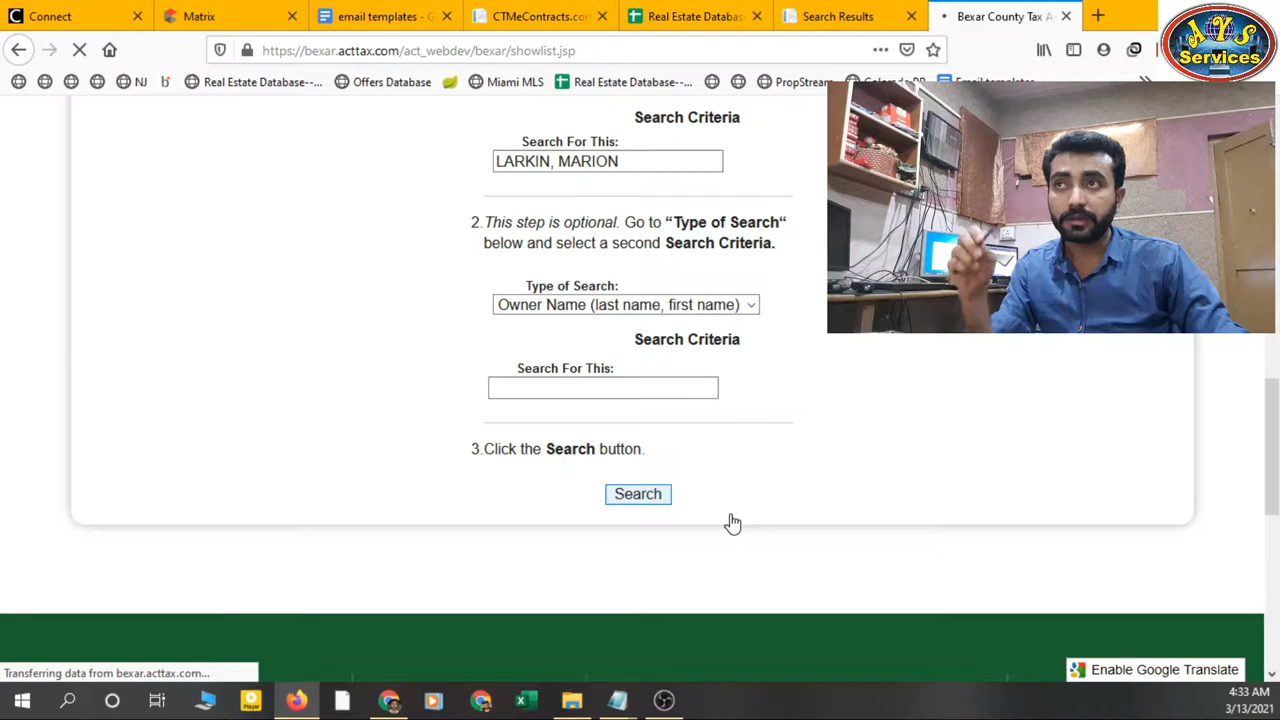 Connect
Matrix
email templates - G
CTMeContracts.co
Real Estate Databas
Search Results
Bexar County Tax A
https://bexar.acttax.com/act_webdev/bexar/showlist.jsp
NJ
Real Estate Database--...
Offers Database
Miami MLS
Real Estate Database--...
PropStream
Email templates
AYS
Services
Search Criteria
Search For This:
LARKIN, MARION
2. This step is optional. Go to “Type of Search“
below and select a second Search Criteria.
Type of Search:
Owner Name (last name, first name)
Search Criteria
Search For This:
3.Click the Search button.
Search
Transferring data from bexar.acttax.com...
Enable Google Translate
4:33 AM
3/13/2021